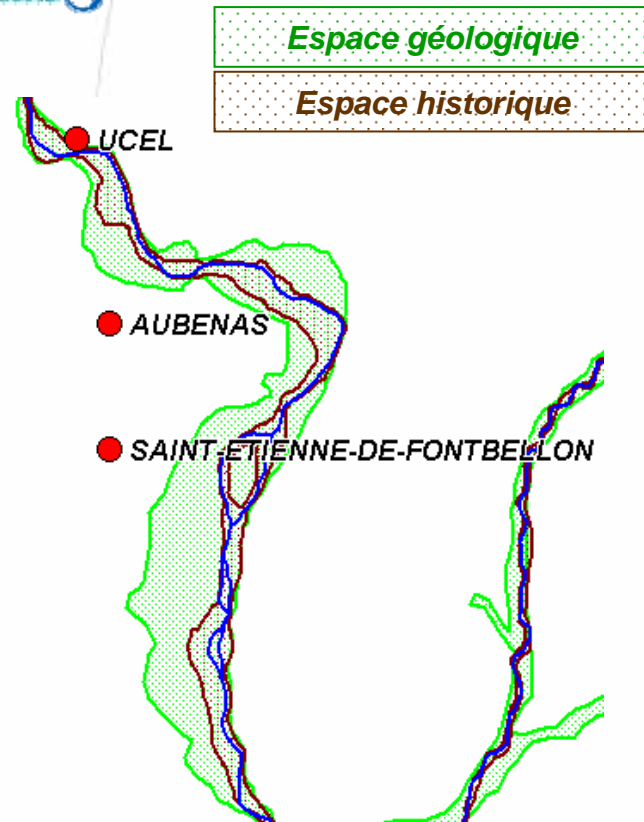 Espace géologique
Espace historique
UCEL
AUBENAS
SAINT-ETIENNE-DE-FONTBELLON